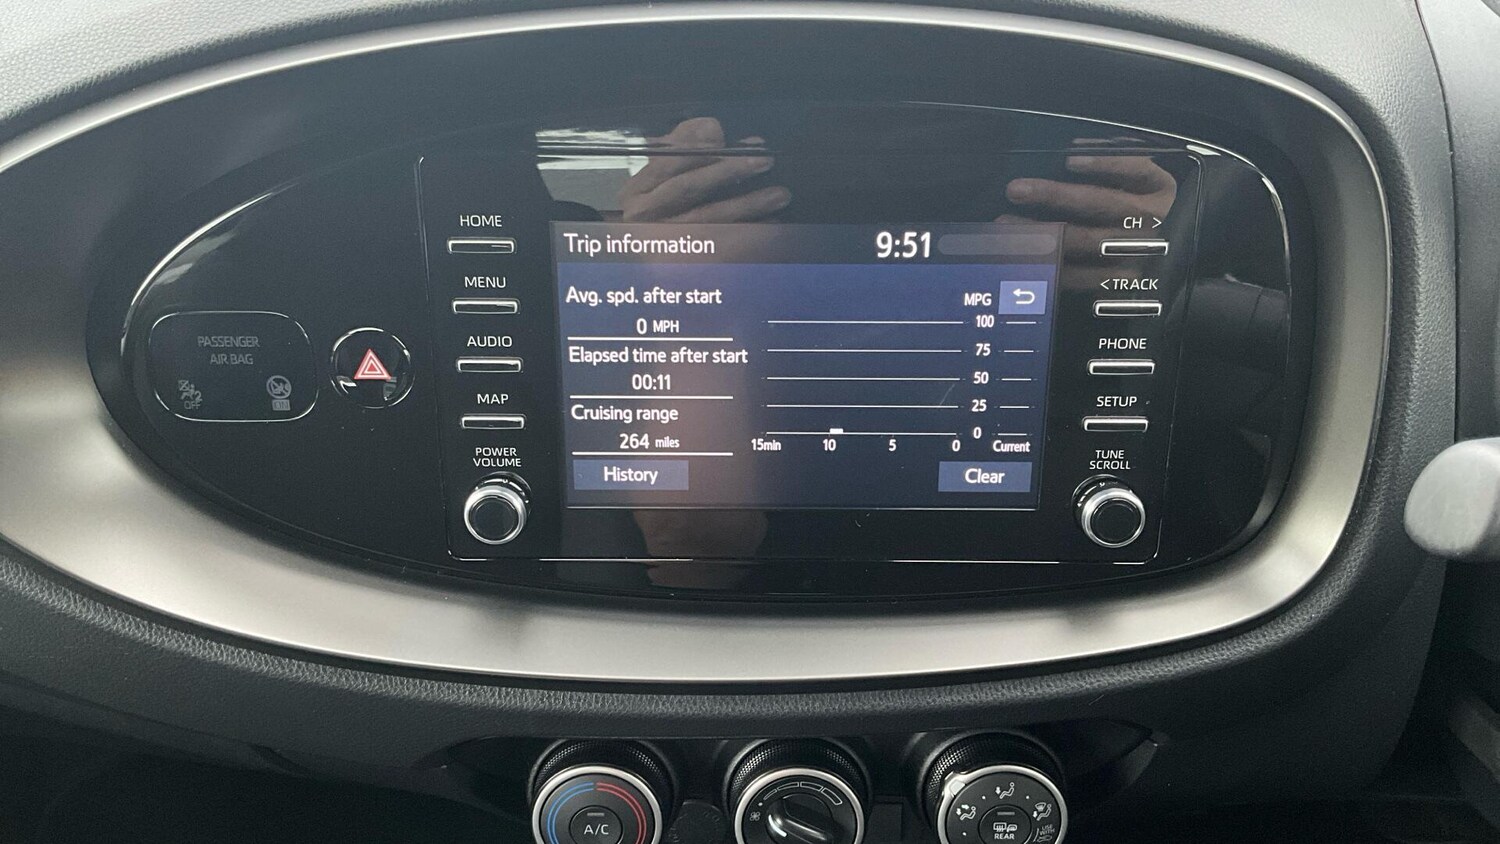 PASSENGER
AIR BAG
OFF
HOME
MENU
AUDIO
MAP
POWER
VOLUME
Trip information
9:51
Avg. spd. after start
0 MPH
Elapsed time after start
00:11
Cruising range
264 miles
History
MPG
100
75
50
25
0
15min 10 5 0 Current
Clear
CH >
< TRACK
PHONE
SETUP
TUNE
SCROLL
A/C
REAR
USE
WITH